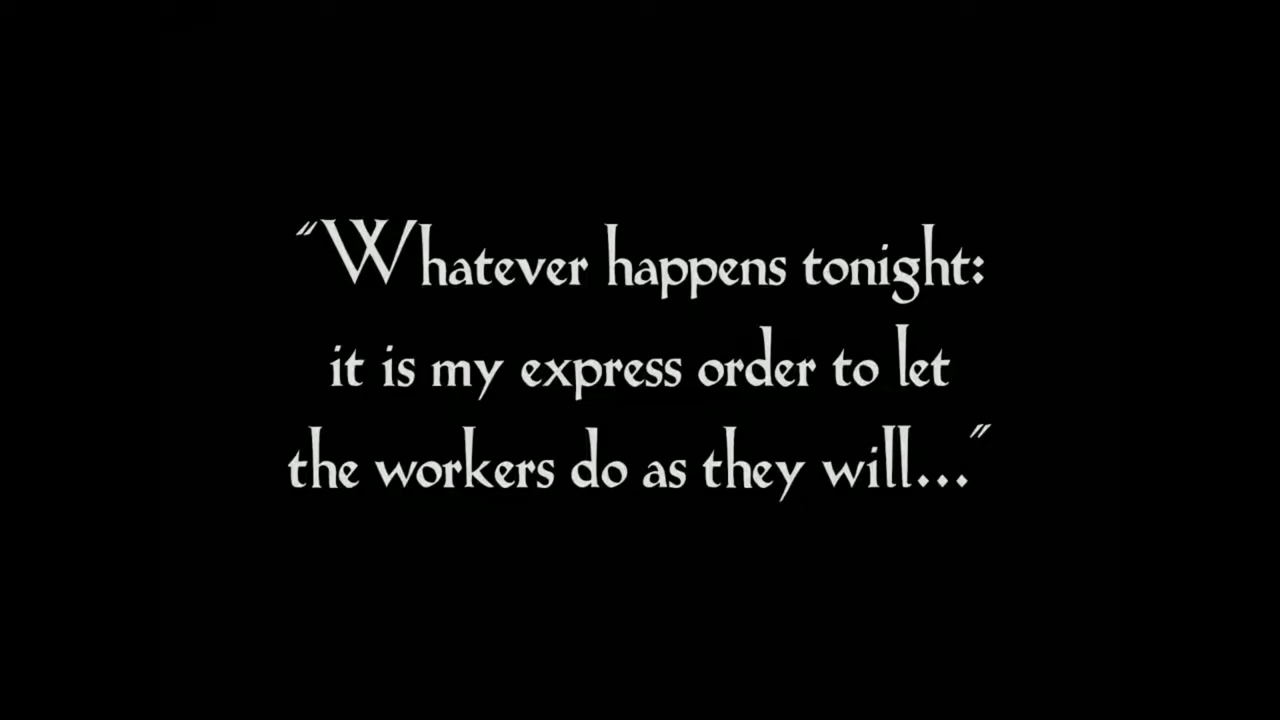 "Whatever happens tonight:
it is my express order to let
the workers do as they will..."